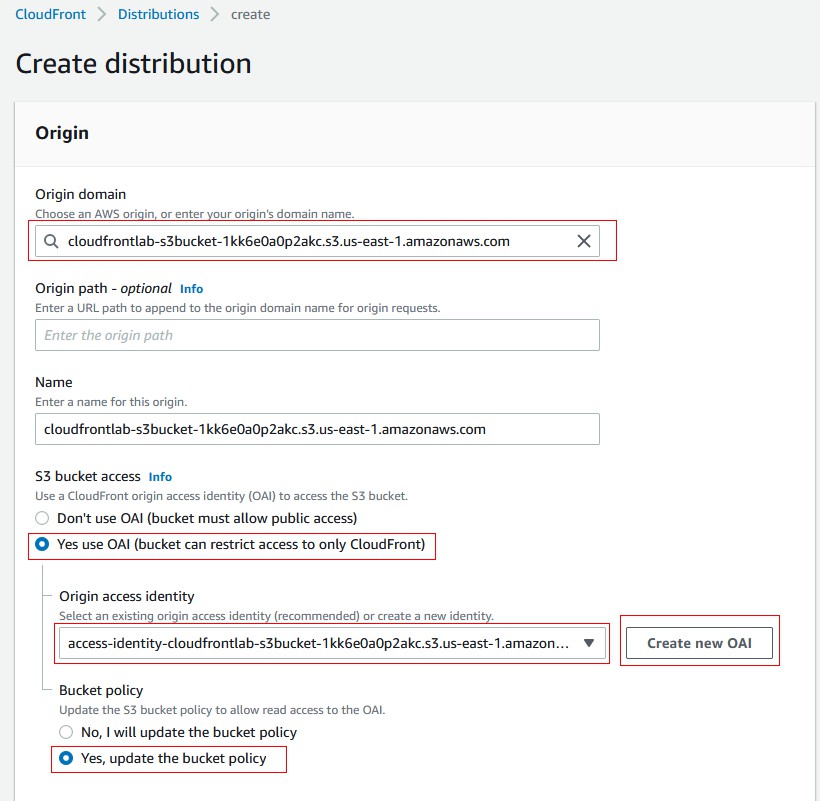 CloudFront > Distributions > create
Create distribution
Origin
Origin domain
Choose an AWS origin, or enter your origin's domain name.
cloudfrontlab-s3bucket-1kk6e0a0p2akc.s3.us-east-1.amazonaws.com
Origin path - optional Info
Enter a URL path to append to the origin domain name for origin requests.
Enter the origin path
Name
Enter a name for this origin.
cloudfrontlab-s3bucket-1kk6e0a0p2akc.s3.us-east-1.amazonaws.com
S3 bucket access Info
Use a CloudFront origin access identity (OAI) to access the S3 bucket.
Don't use OAI (bucket must allow public access)
Yes use OAI (bucket can restrict access to only CloudFront)
Origin access identity
Select an existing origin access identity (recommended) or create a new identity.
access-identity-cloudfrontlab-s3bucket-1kk6e0a0p2akc.s3.us-east-1.amazon... Create new OAI
Bucket policy
Update the S3 bucket policy to allow read access to the OAI.
No, I will update the bucket policy
Yes, update the bucket policy